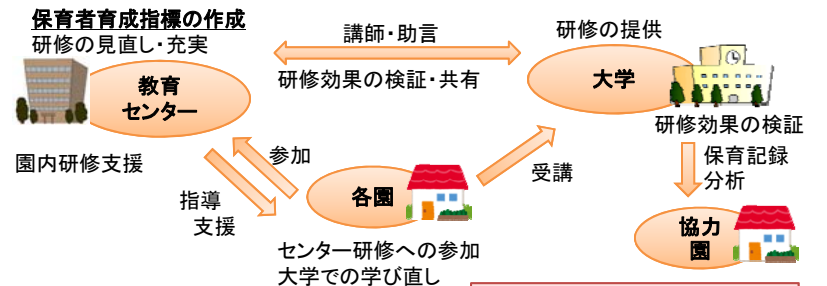 保育者育成指標の作成
研修の見直し・充実
教育
センター
園内研修支援
講師・助言
研修効果の検証・共有
研修の提供
大学
研修効果の検証
保育記録
分析
参加
指導
支援
各園
センター研修への参加
大学での学び直し
受講
協力
園